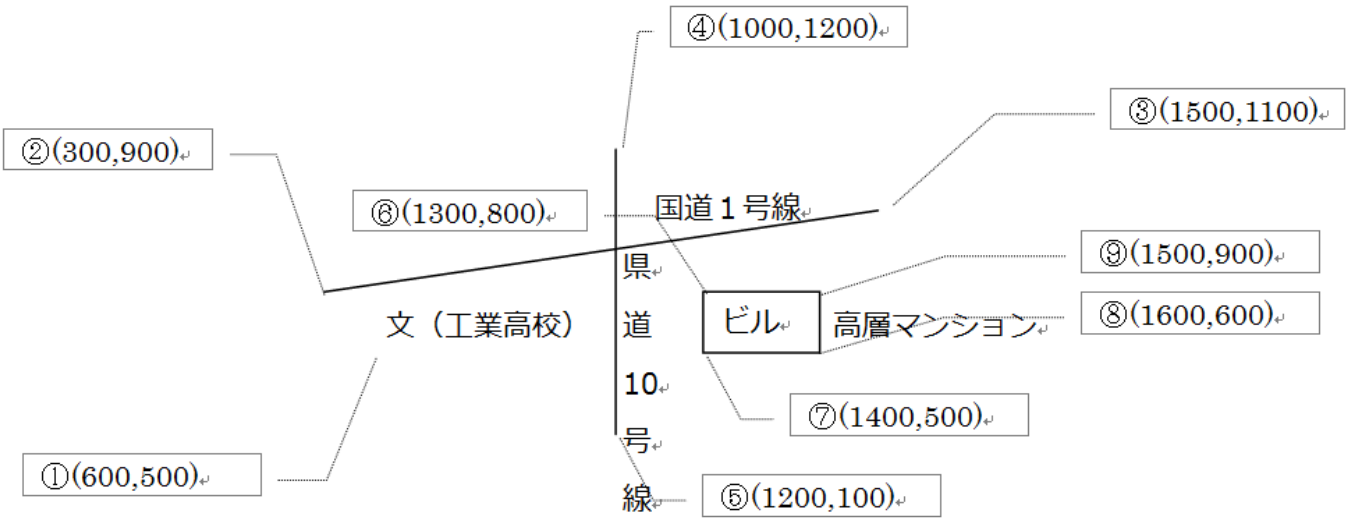 ④(1000,1200)
③(1500,1100)
②(300,900)
⑥(1300,800)
国道１号線
⑨(1500,900)
県
道
10
号
線
文（工業高校）
ビル
高層マンション
⑧(1600,600)
⑦(1400,500)
①(600,500)
⑤(1200,100)